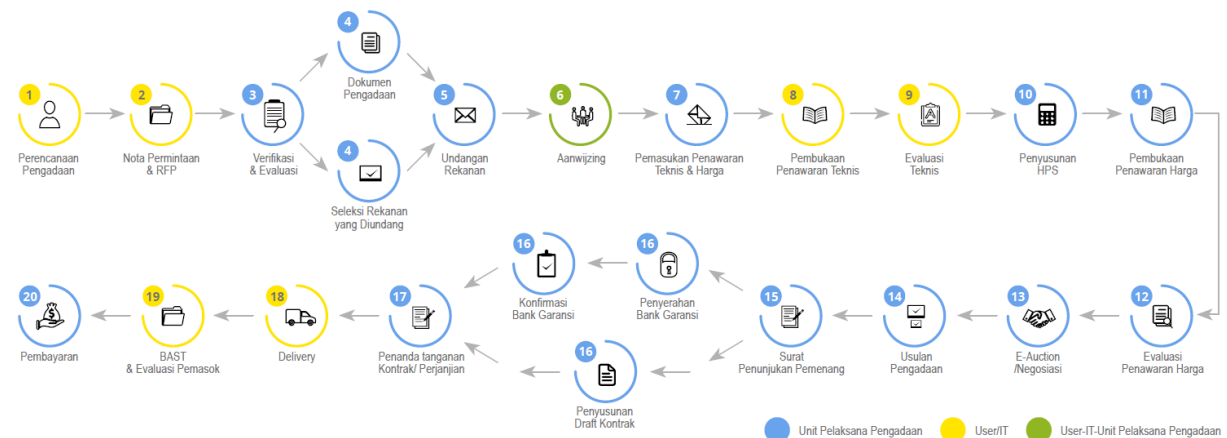 1
Perencanaan
Pengadaan
2
Nota Permintaan
& RFP
3
Verifikasi
& Evaluasi
4
Dokumen
Pengadaan
4
Seleksi Rekanan
yang Diundang
5
Undangan
Rekanan
6
Aanwijzing
7
Pemasukan Penawaran
Teknis & Harga
8
Pembukaan
Penawaran Teknis
9
Evaluasi
Teknis
10
Penyusunan
HPS
11
Pembukaan
Penawaran Harga
12
Evaluasi
Penawaran Harga
13
E-Auction
/Negosiasi
14
Usulan
Pengadaan
15
Surat
Penunjukan Pemenang
16
Penyerahan
Bank Garansi
16
Konfirmasi
Bank Garansi
16
Penyusunan
Draft Kontrak
17
Penanda tanganan
Kontrak/ Perjanjian
18
Delivery
19
BAST
& Evaluasi Pemasok
20
$
Pembayaran
Unit Pelaksana Pengadaan
User/IT
User-IT-Unit Pelaksana Pengadaan